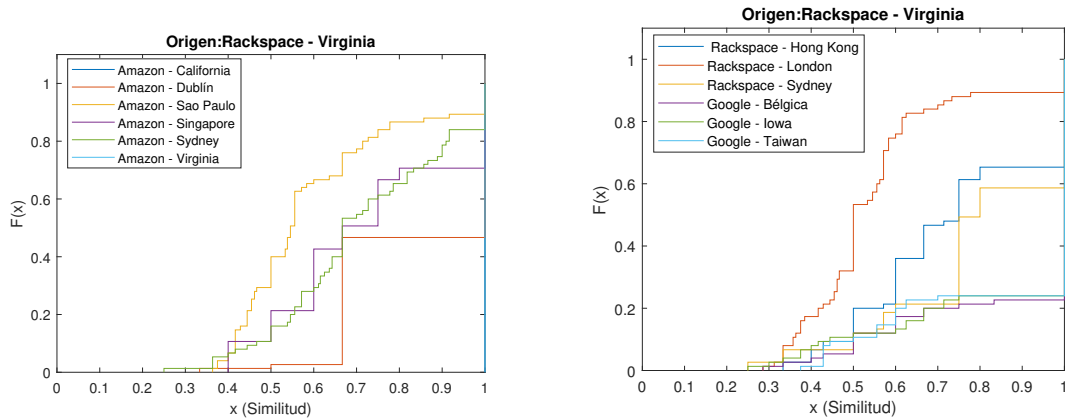 Origen:Rackspace - Virginia
Amazon - California
Amazon - Dublín
Amazon - Sao Paulo
Amazon - Singapore
Amazon - Sydney
Amazon - Virginia
1
0.8
0.6
0.4
0.2
0
F(x)
0 0.1 0.2 0.3 0.4 0.5 0.6 0.7 0.8 0.9 1
x (Similitud)
Origen:Rackspace - Virginia
Rackspace - Hong Kong
Rackspace - London
Rackspace - Sydney
Google - Bélgica
Google - Iowa
Google - Taiwan
1
0.8
0.6
0.4
0.2
0
F(x)
0 0.1 0.2 0.3 0.4 0.5 0.6 0.7 0.8 0.9 1
x (Similitud)